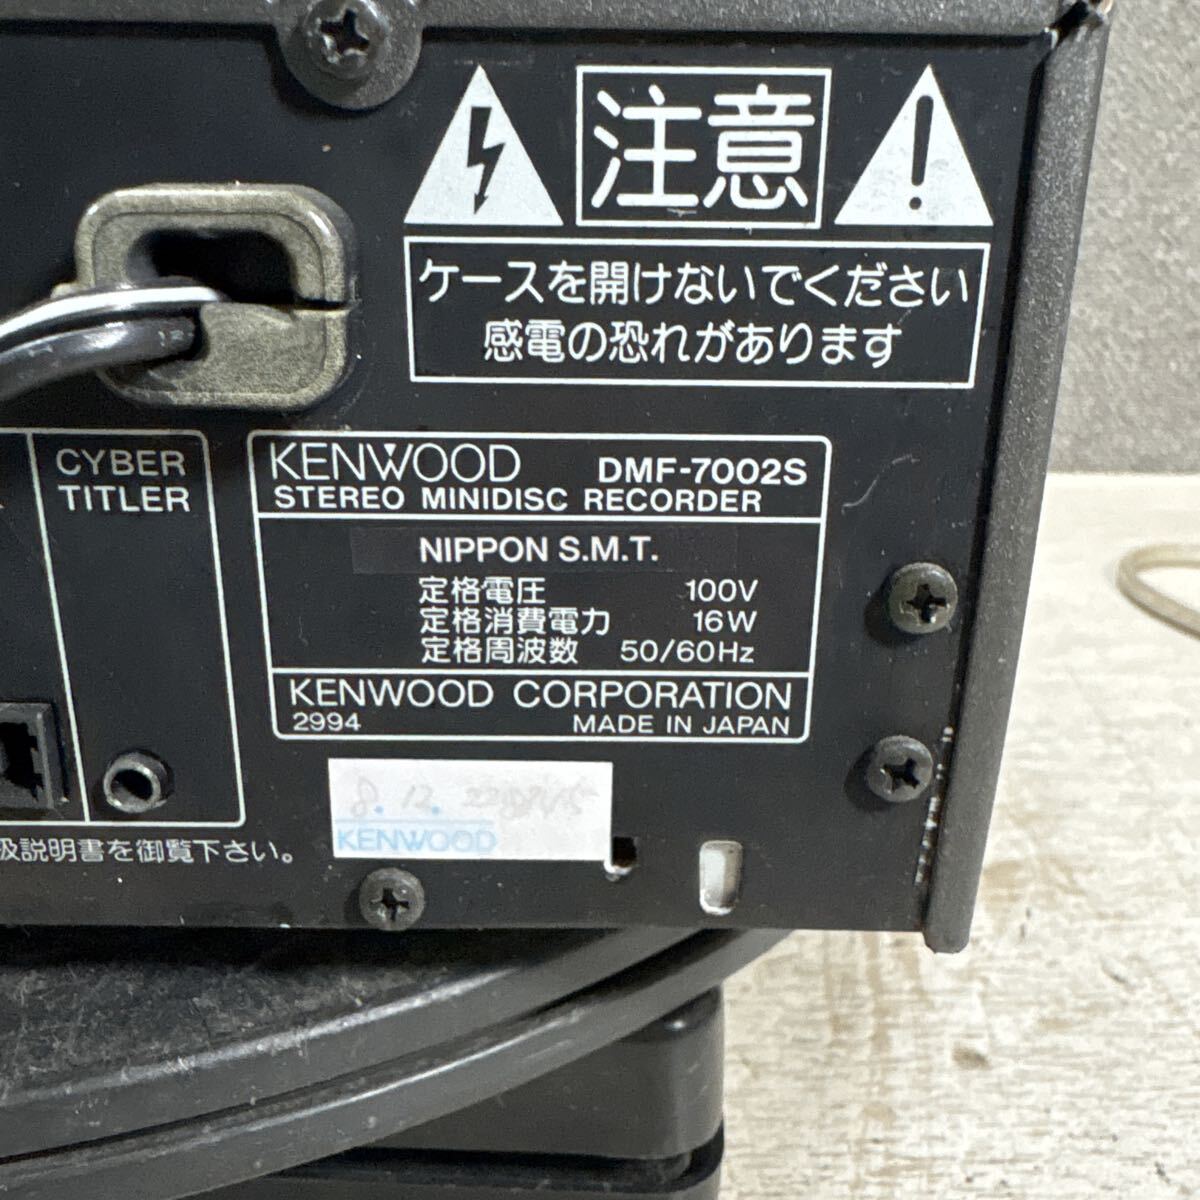 注意
ケースを開けないでください
感電の恐れがあります
CYBER
TITLER
KENWOOD DMF-7002S
STEREO MINIDISC RECORDER
NIPPON S.M.T.
定格電圧 100V
定格消費電力 16W
定格周波数 50/60Hz
KENWOOD CORPORATION
2994 MADE IN JAPAN
8.12.
KENWOOD
扱説明書を御覧下さい。